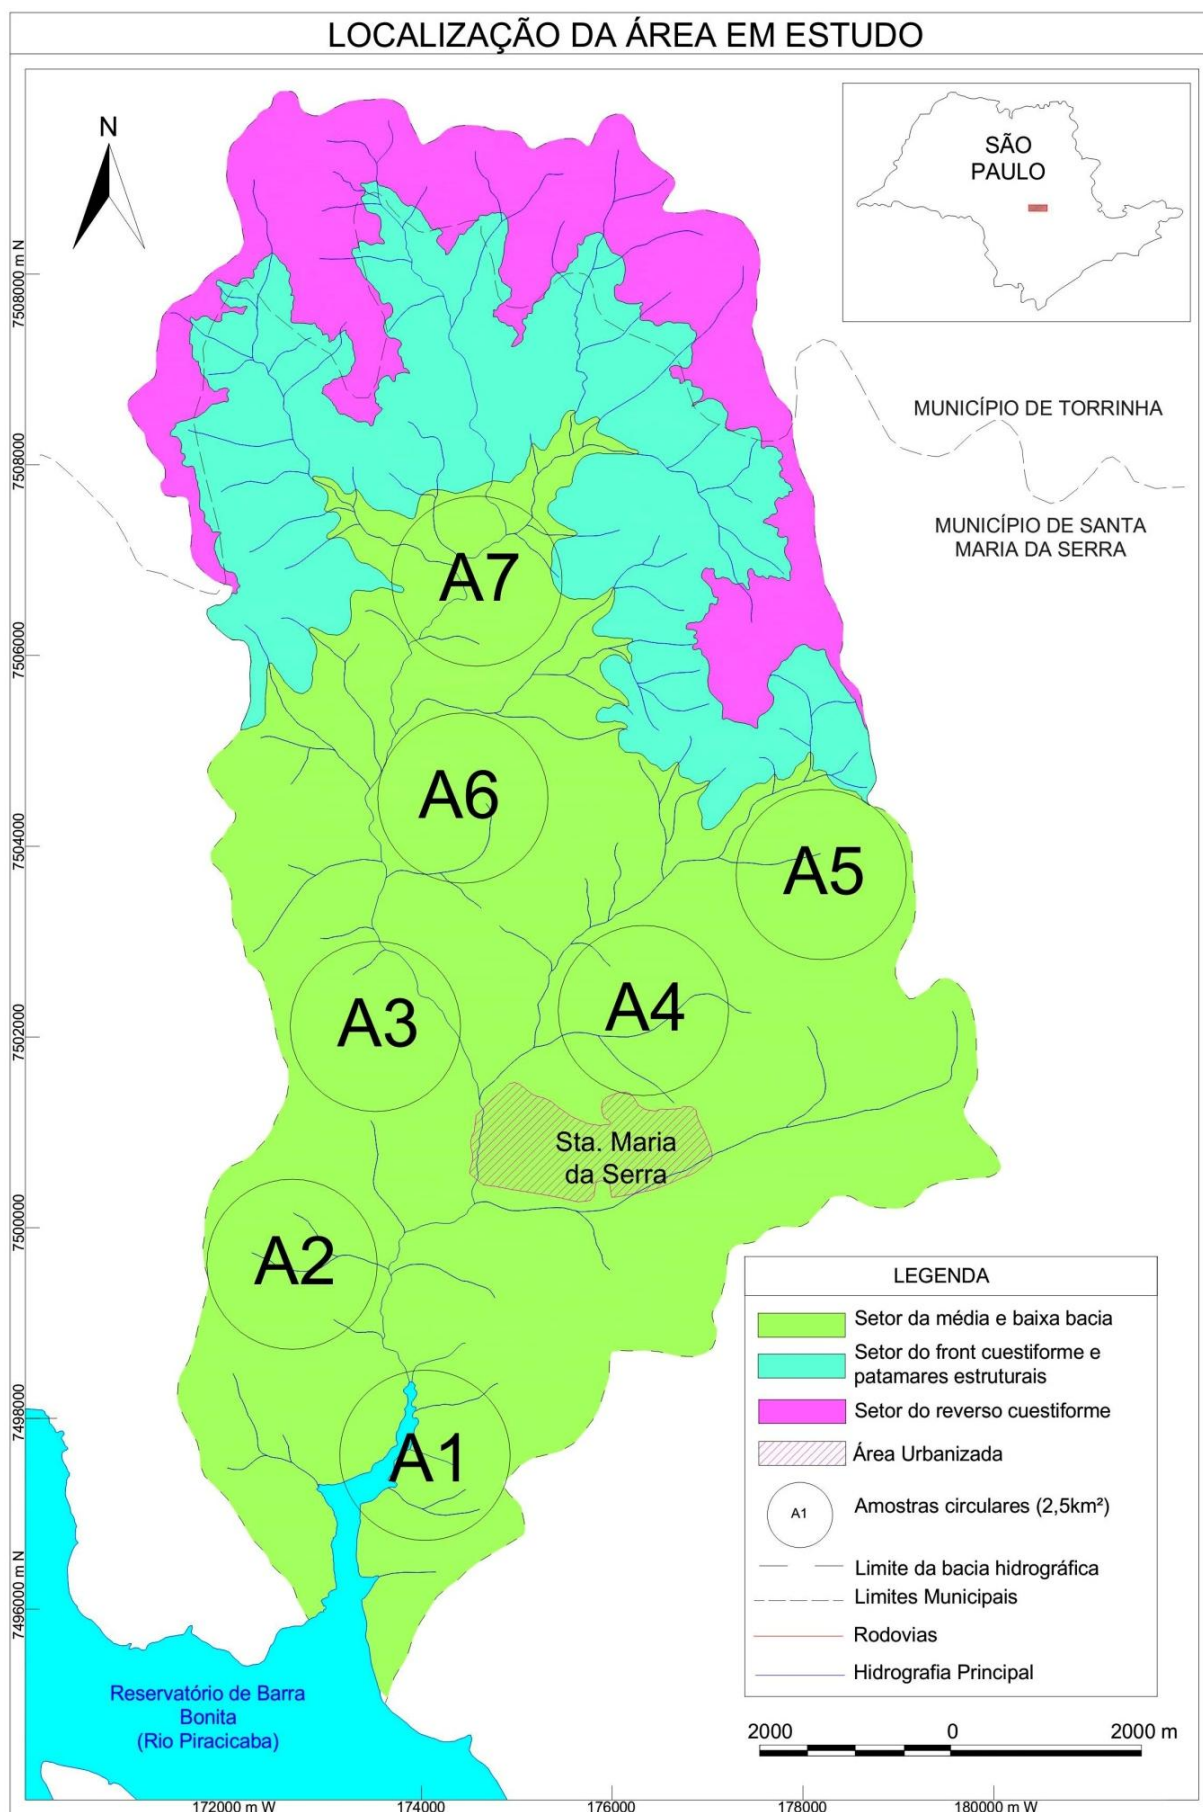 LOCALIZAÇÃO DA ÁREA EM ESTUDO
N
SÃO
PAULO
7508000 m N
7508000
7506000
7504000
7502000
7500000
7498000
7496000 m N
MUNICÍPIO DE TORRINHA
MUNICÍPIO DE SANTA
MARIA DA SERRA
A7
A6
A5
A4
A3
Sta. Maria
da Serra
A2
A1
Reservatório de Barra
Bonita
(Rio Piracicaba)
LEGENDA
Setor da média e baixa bacia
Setor do front cuestiforme e
patamares estruturais
Setor do reverso cuestiforme
Área Urbanizada
A1
Amostras circulares (2,5km²)
Limite da bacia hidrográfica
Limites Municipais
Rodovias
Hidrografia Principal
2000 0 2000 m
172000 m W 174000 176000 178000 180000 m W